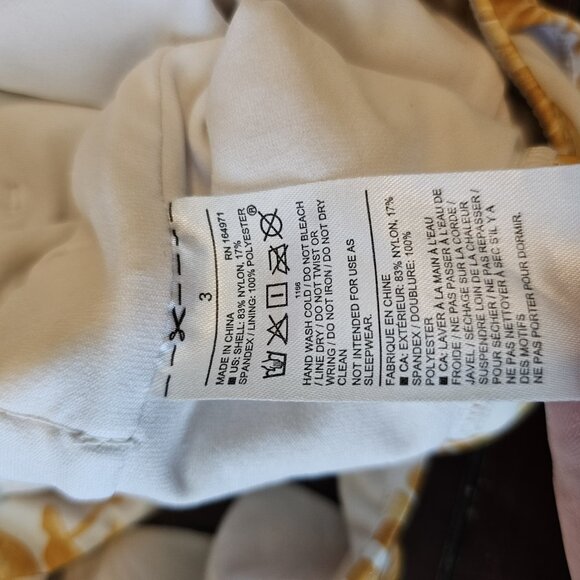 3
MADE IN CHINA RN 164971
■ US: SHELL: 83% NYLON, 17%
SPANDEX / LINING: 100% POLYESTER
®
1166
HAND WASH COLD / DO NOT BLEACH
/ LINE DRY / DO NOT TWIST OR
WRING / DO NOT IRON / DO NOT DRY
CLEAN
NOT INTENDED FOR USE AS
SLEEPWEAR.
FABRIQUE EN CHINE
■ CA: EXTÉRIEUR: 83% NYLON, 17%
SPANDEX / DOUBLURE: 100%
POLYESTER
■ CA: LAVER À LA MAIN À L'EAU
FROIDE / NE PAS PASSER À L'EAU DE
JAVEL / SÉCHAGE SUR LA CORDE /
SUSPENDRE LOIN DE LA CHALEUR
POUR SÉCHER / NE PAS REPASSER /
NE PAS NETTOYER À SEC S'IL Y A
DES MOTIFS
NE PAS PORTER POUR DORMIR.